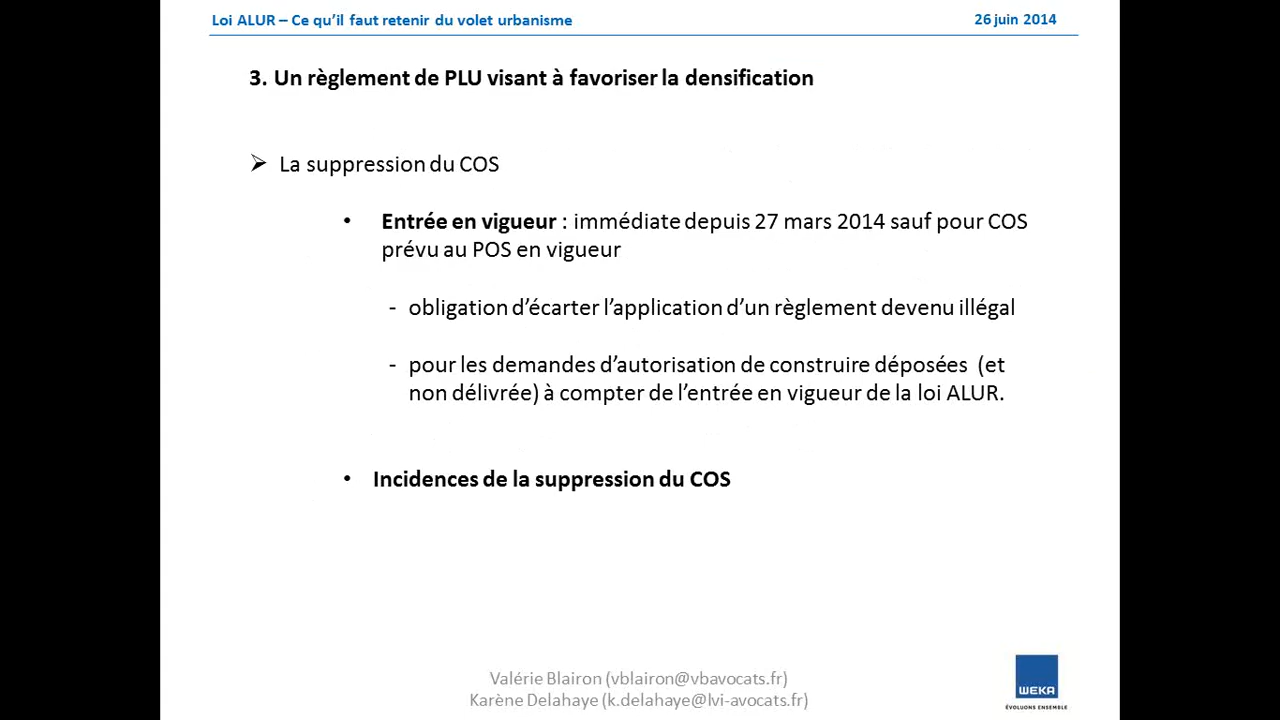 Loi ALUR – Ce qu’il faut retenir du volet urbanisme
26 juin 2014
3. Un règlement de PLU visant à favoriser la densification
➢ La suppression du COS
• Entrée en vigueur : immédiate depuis 27 mars 2014 sauf pour COS
prévu au POS en vigueur
- obligation d’écarter l’application d’un règlement devenu illégal
- pour les demandes d’autorisation de construire déposées (et
non délivrée) à compter de l’entrée en vigueur de la loi ALUR.
• Incidences de la suppression du COS
Valérie Blairon (vblairon@vbavocats.fr)
Karène Delahaye (k.delahaye@lvi-avocats.fr)
WEKA
ÉVOLUONS ENSEMBLE